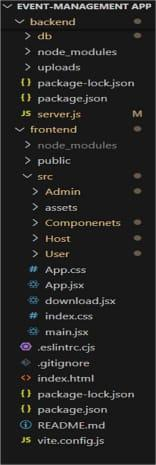 EVENT-MANAGEMENT APP
backend
db
node_modules
uploads
{} package-lock.json
{} package.json
JS server.js M
frontend
node_modules
public
src
Admin
assets
Componenets
Host
User
# App.css
App.jsx
download.jsx
# index.css
main.jsx
.eslintrc.cjs
.gitignore
<> index.html
{} package-lock.json
{} package.json
README.md
JS vite.config.js